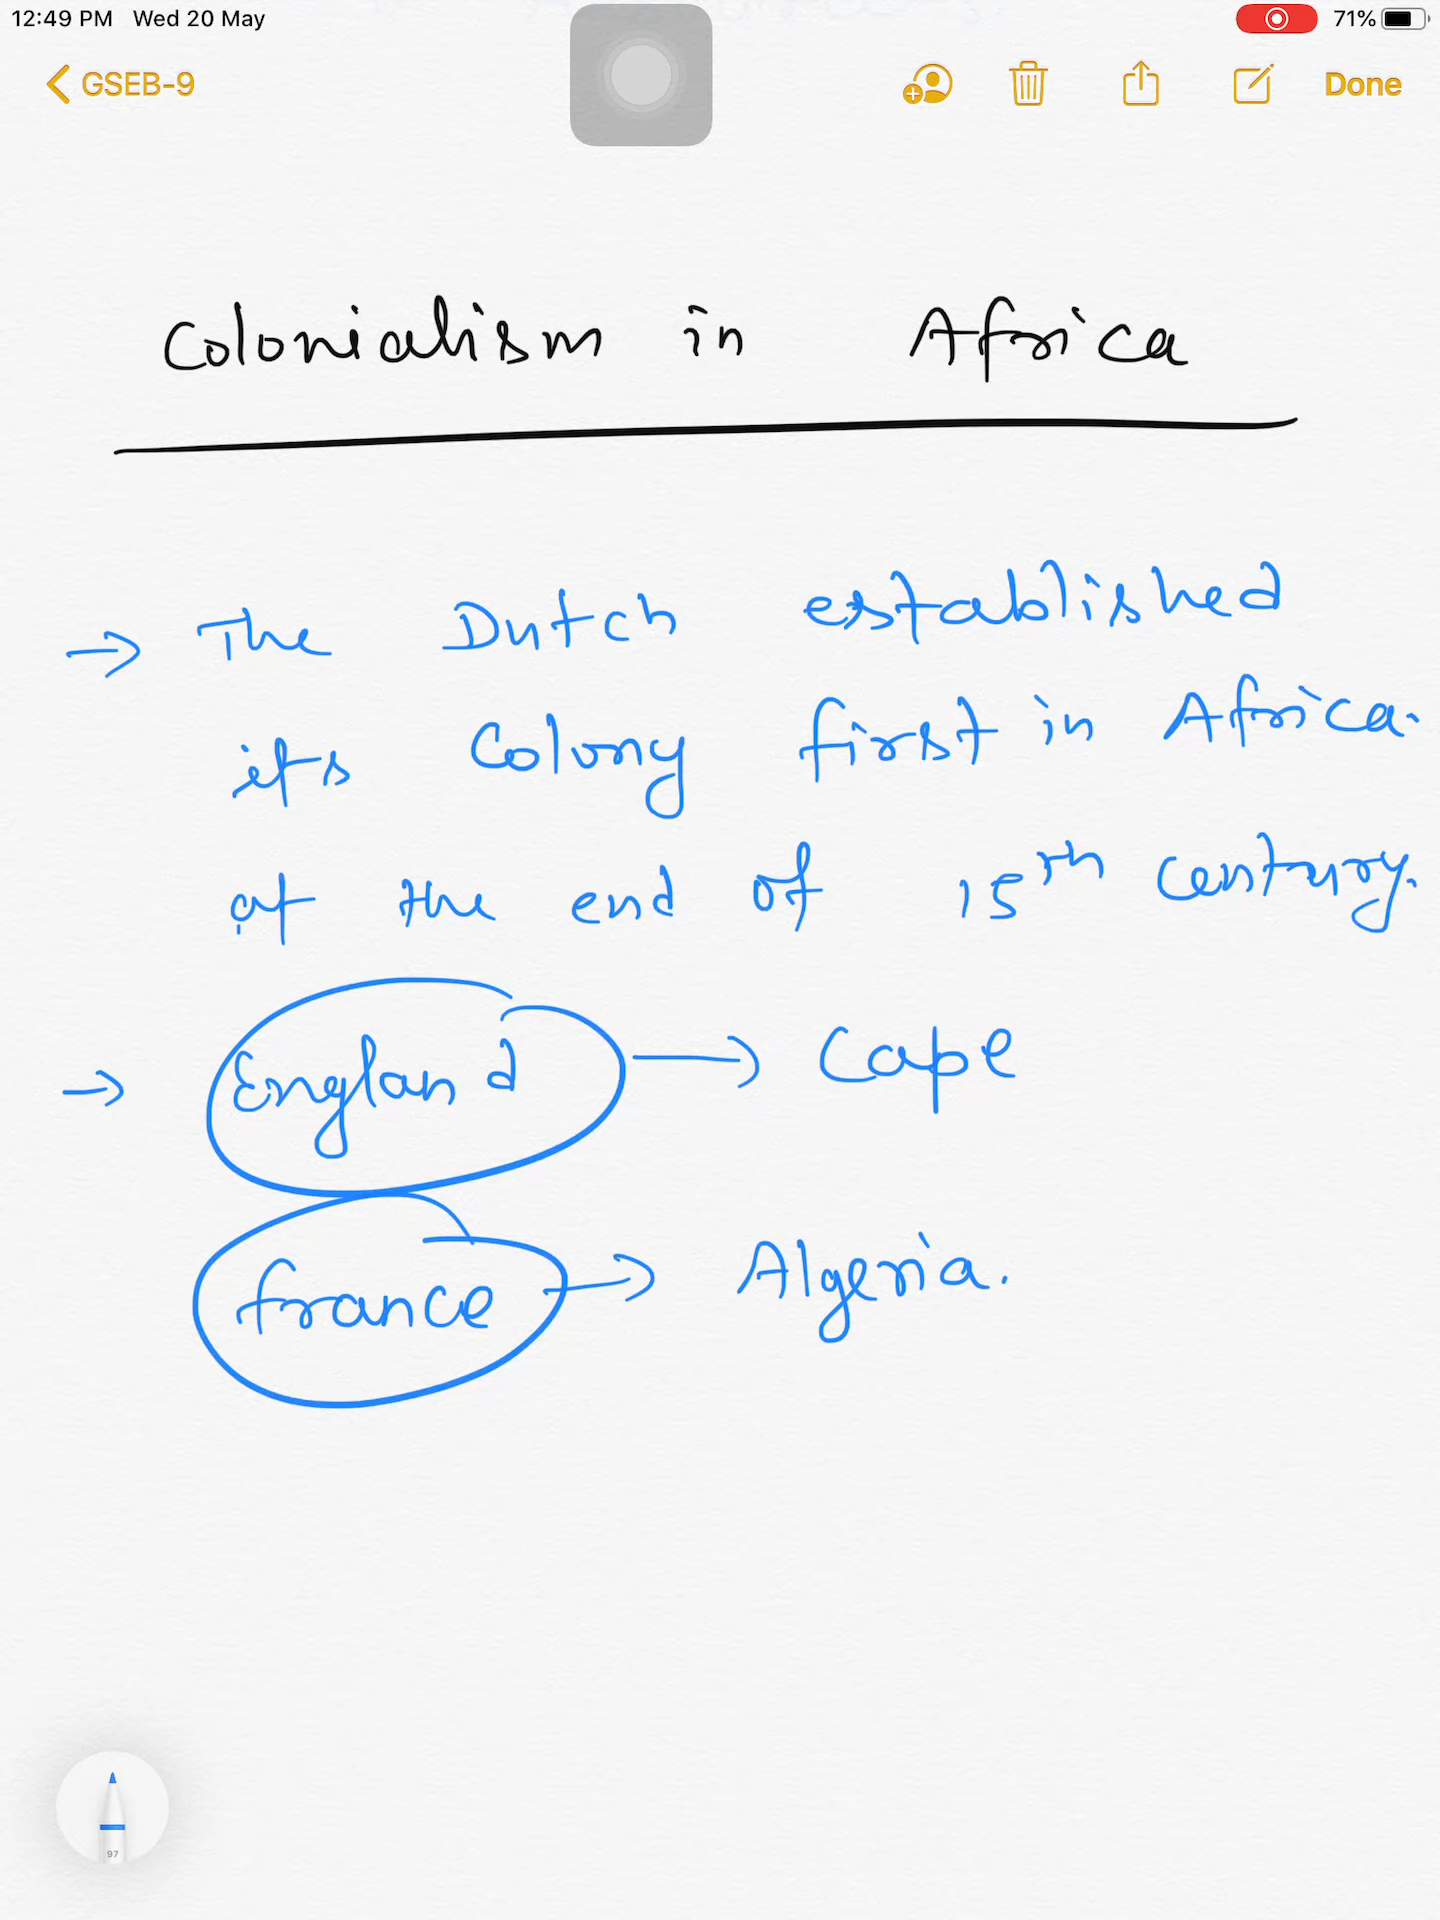 12:49 PM Wed 20 May 71%
GSEB-9 Done
Colonialism in Africa
→ The Dutch established
its Colony first in Africa.
at the end of 15th century.
→ England → Cape
france → Algeria.
97